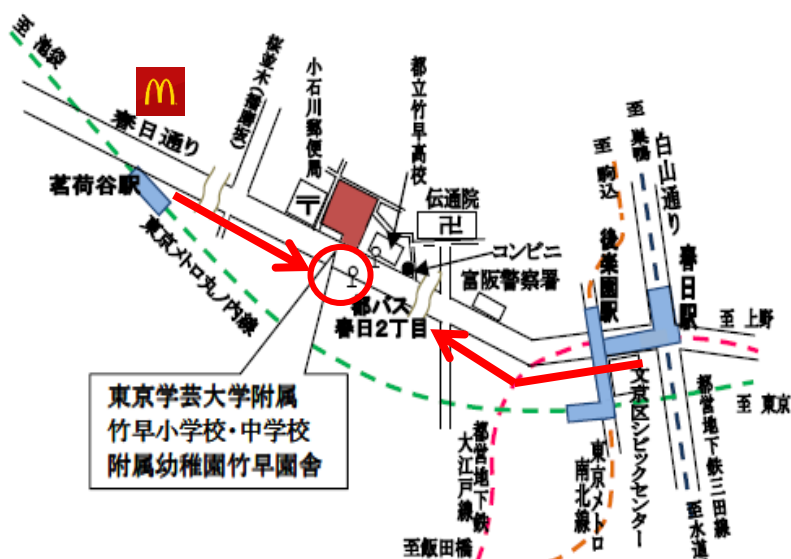 至 池袋
春日通り
桜並木(播磨坂)
小石川郵便局
都立竹早高校
伝通院
茗荷谷駅
東京メトロ丸ノ内線
コンビニ
富阪警察署
都バス
春日2丁目
至 駒込
至 巣鴨
白山通り
後楽園駅
春日駅
至 上野
至 東京
東京学芸大学附属
竹早小学校・中学校
附属幼稚園竹早園舎
都営地下鉄
大江戸線
東京メトロ
南北線
文京区シビックセンター
都営地下鉄三田線
至水道
至飯田橋